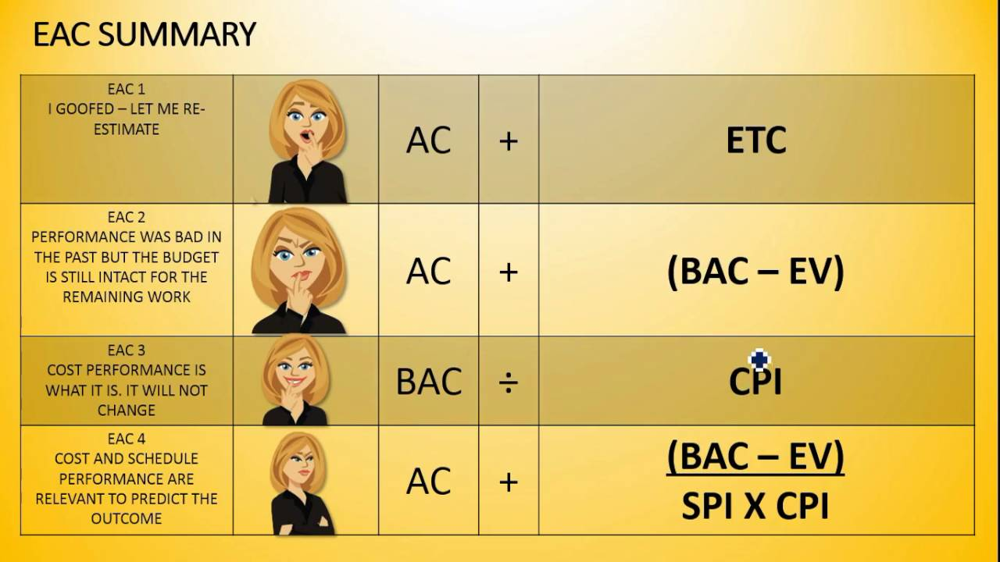 EAC SUMMARY
EAC 1
I GOOFED – LET ME RE-
ESTIMATE
AC
+
ETC
EAC 2
PERFORMANCE WAS BAD IN
THE PAST BUT THE BUDGET
IS STILL INTACT FOR THE
REMAINING WORK
AC
+
(BAC – EV)
EAC 3
COST PERFORMANCE IS
WHAT IT IS. IT WILL NOT
CHANGE
BAC
÷
CPI
EAC 4
COST AND SCHEDULE
PERFORMANCE ARE
RELEVANT TO PREDICT THE
OUTCOME
AC
+
(BAC – EV)
SPI X CPI